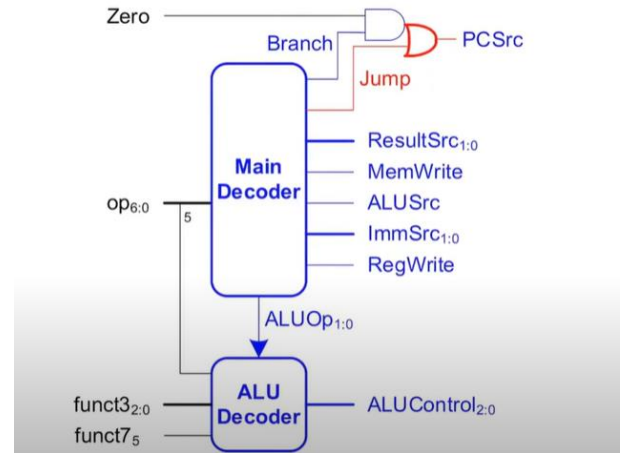 Zero
Branch
PCSrc
Jump
ResultSrc1:0
Main
Decoder
MemWrite
op6:0
5
ALUSrc
ImmSrc1:0
RegWrite
ALUOp1:0
ALU
Decoder
funct32:0
ALUControl2:0
funct75